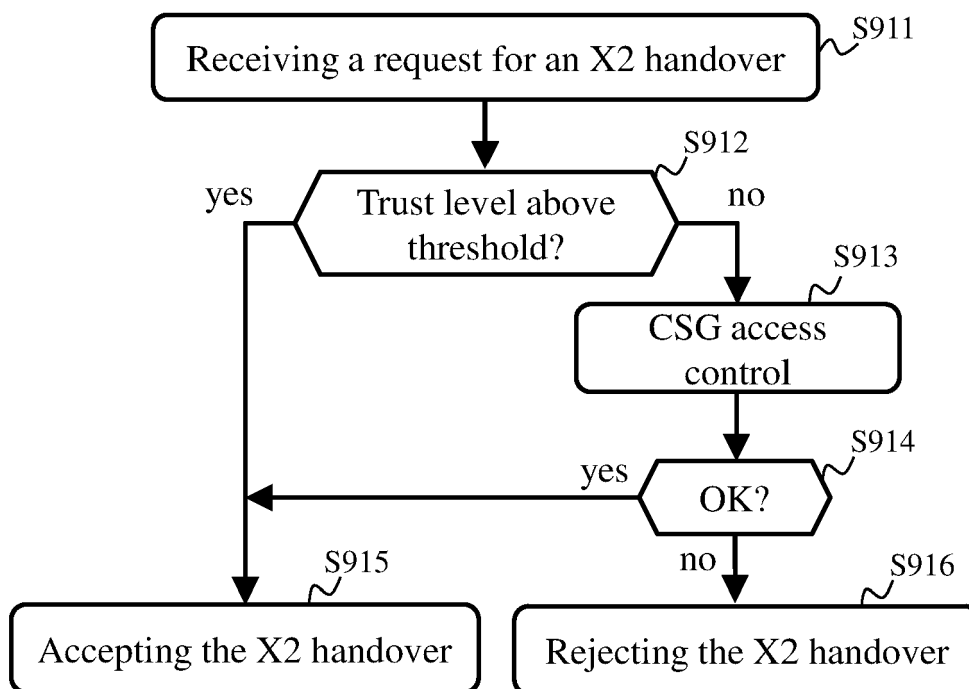 S911
Receiving a request for an X2 handover
S912
yes
Trust level above
threshold?
no
S913
CSG access
control
S914
yes
OK?
no
S915
S916
Accepting the X2 handover
Rejecting the X2 handover